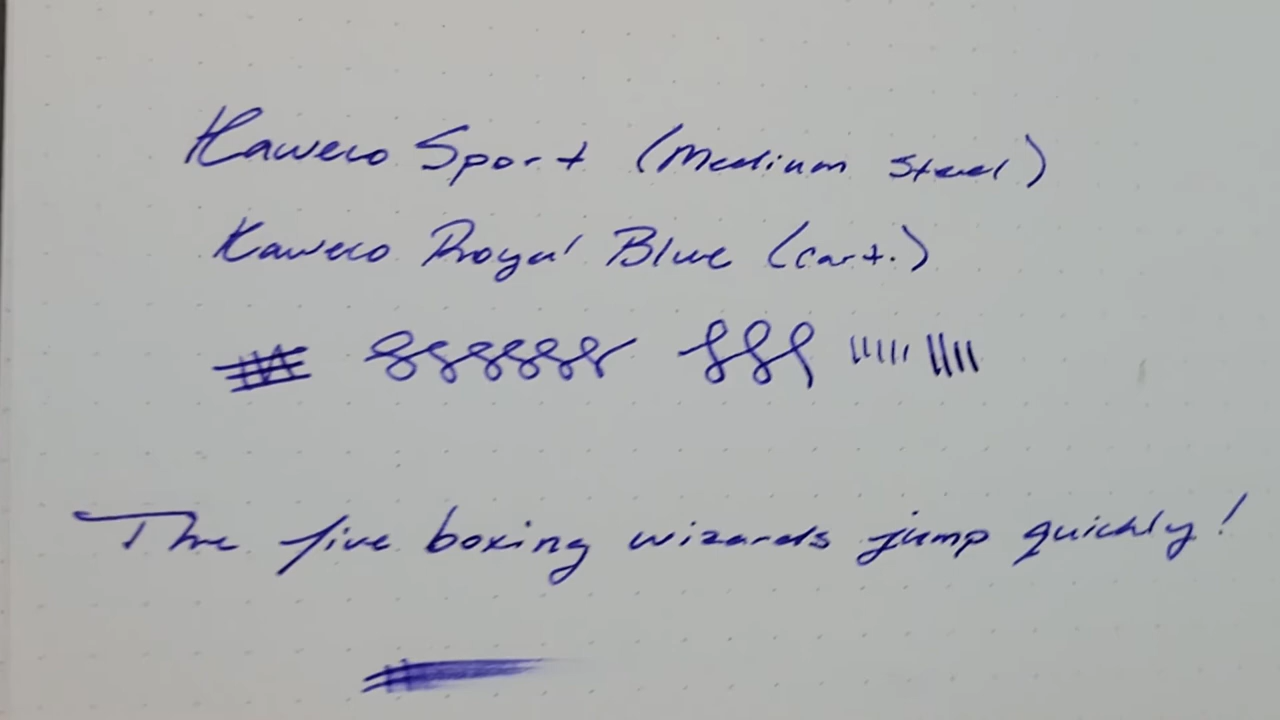 Kaweco Sport (Medium Steel)
Kaweco Royal Blue (cart.)
The five boxing wizards jump quickly!